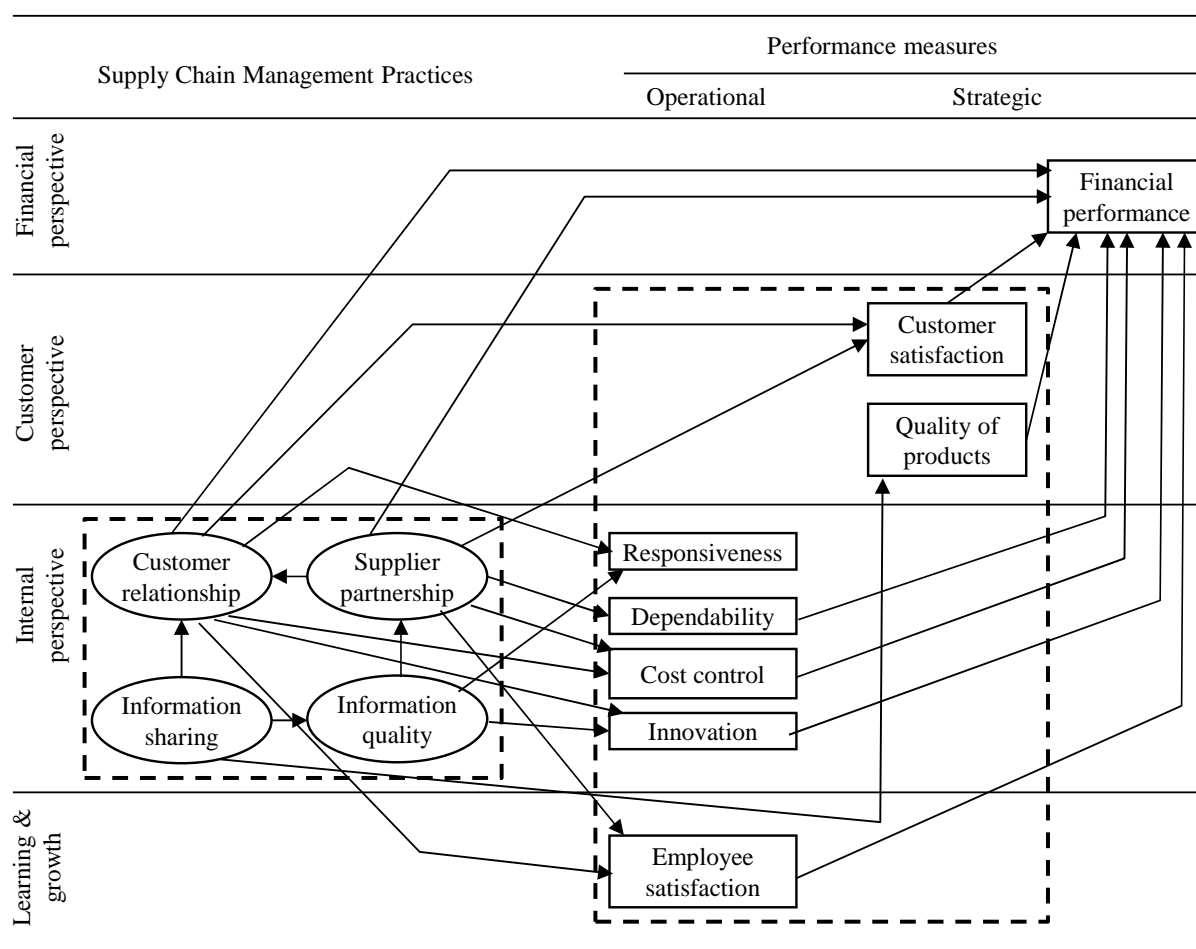 Supply Chain Management Practices
Performance measures
Operational
Strategic
Financial
perspective
Financial
performance
Customer
perspective
Customer
satisfaction
Quality of
products
Internal
perspective
Customer
relationship
Supplier
partnership
Responsiveness
Dependability
Cost control
Information
sharing
Information
quality
Innovation
Learning &
growth
Employee
satisfaction